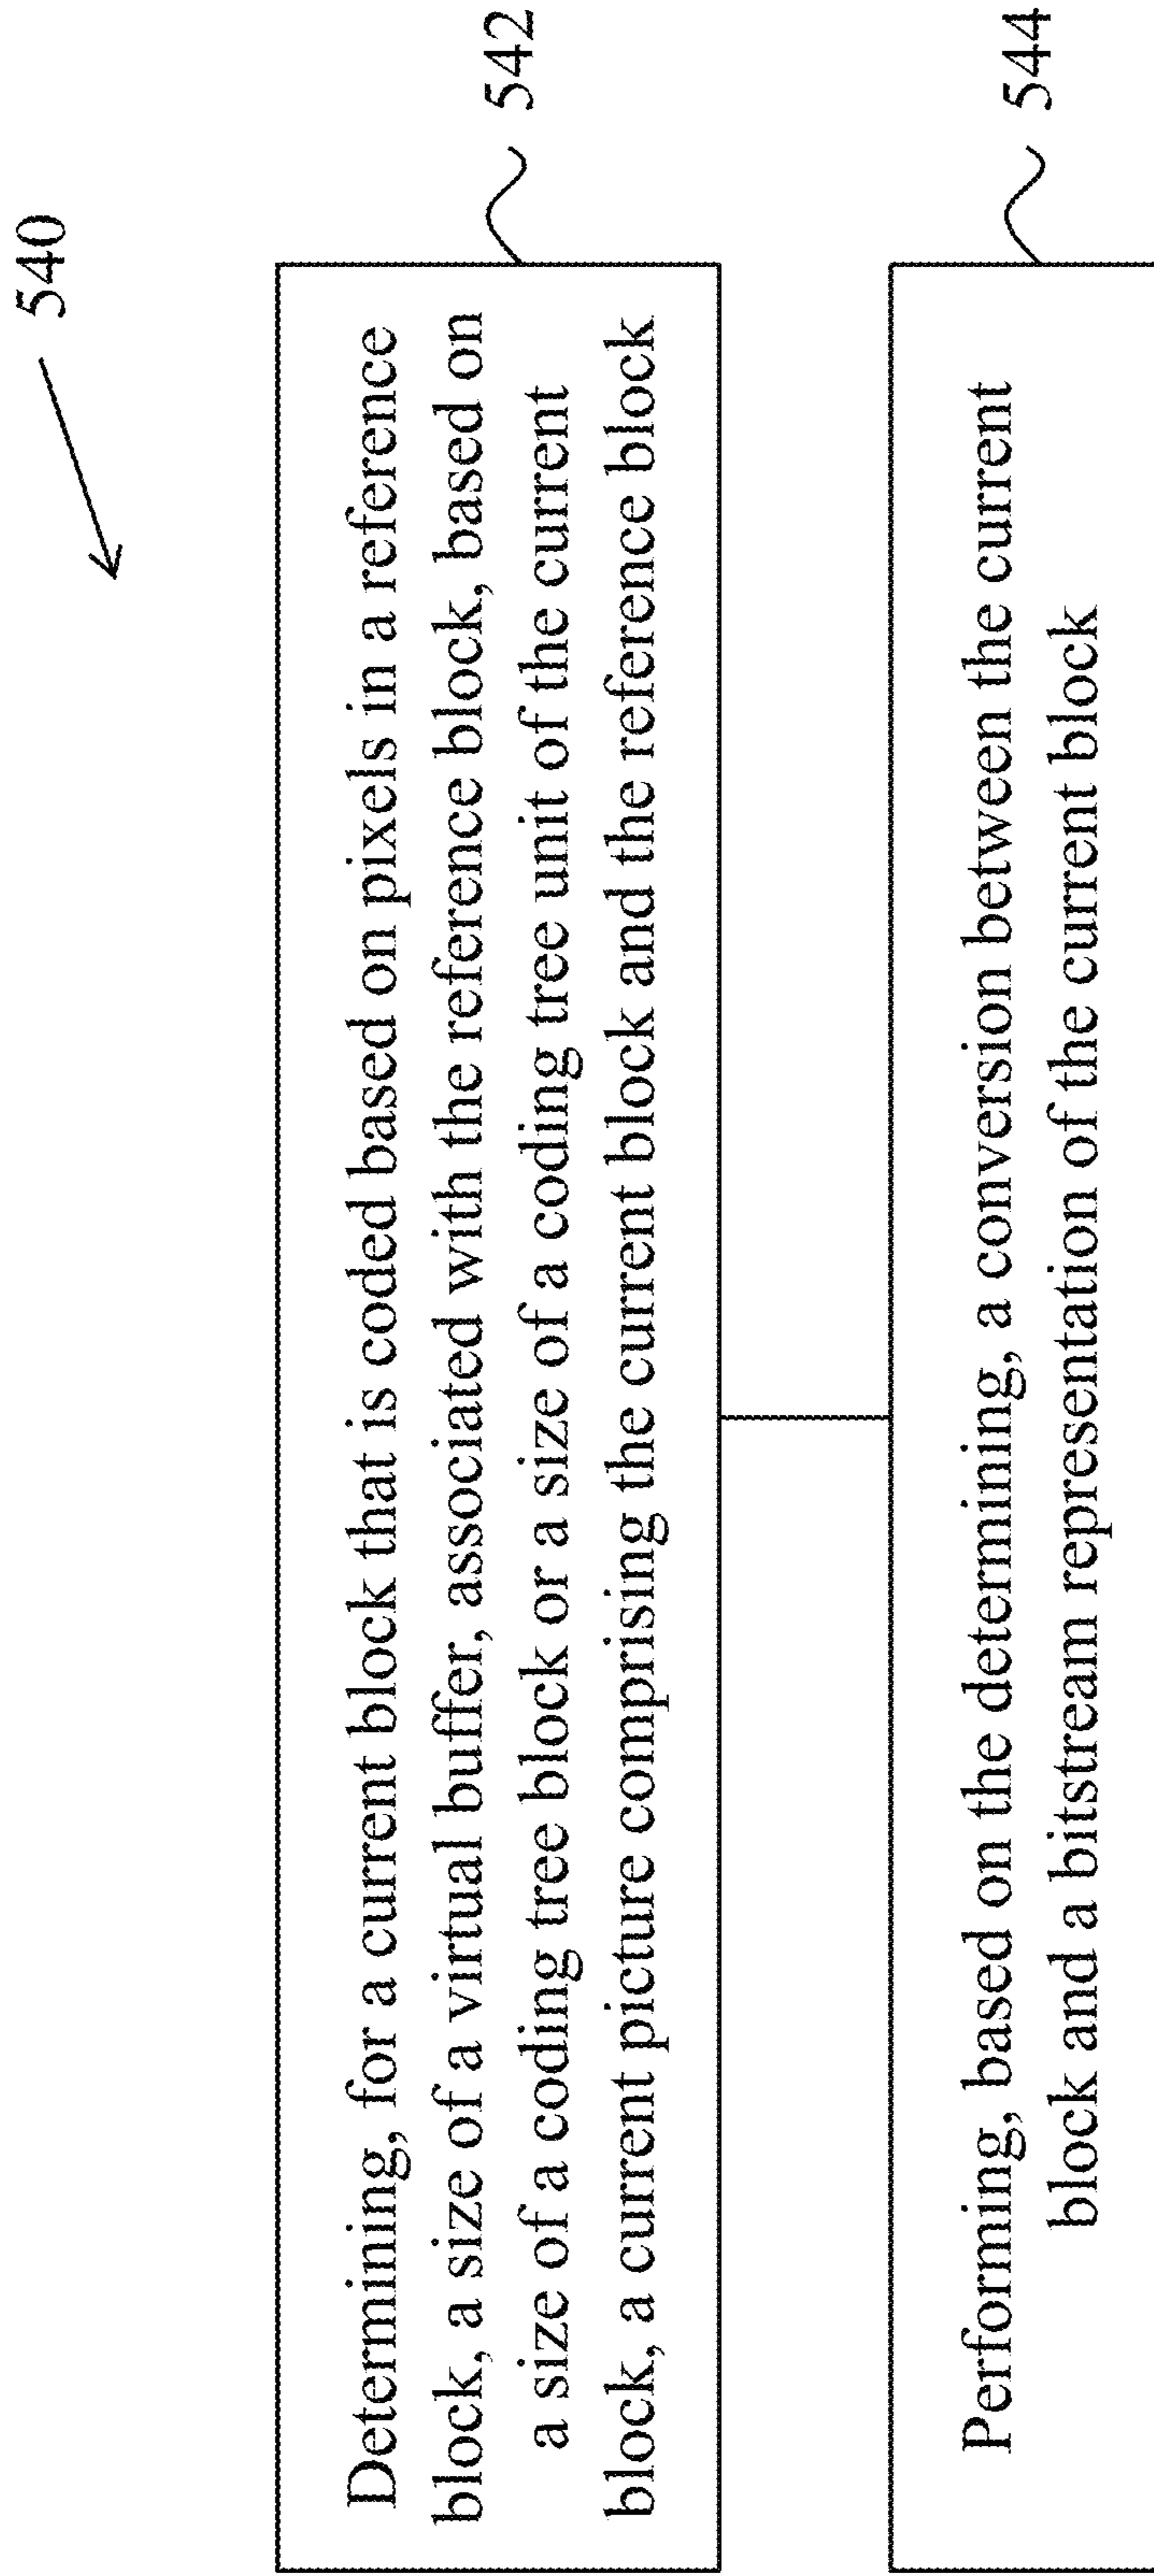 540
Determining, for a current block that is coded based on pixels in a reference
block, a size of a virtual buffer, associated with the reference block, based on
a size of a coding tree block or a size of a coding tree unit of the current
block, a current picture comprising the current block and the reference block
542
Performing, based on the determining, a conversion between the current
block and a bitstream representation of the current block
544